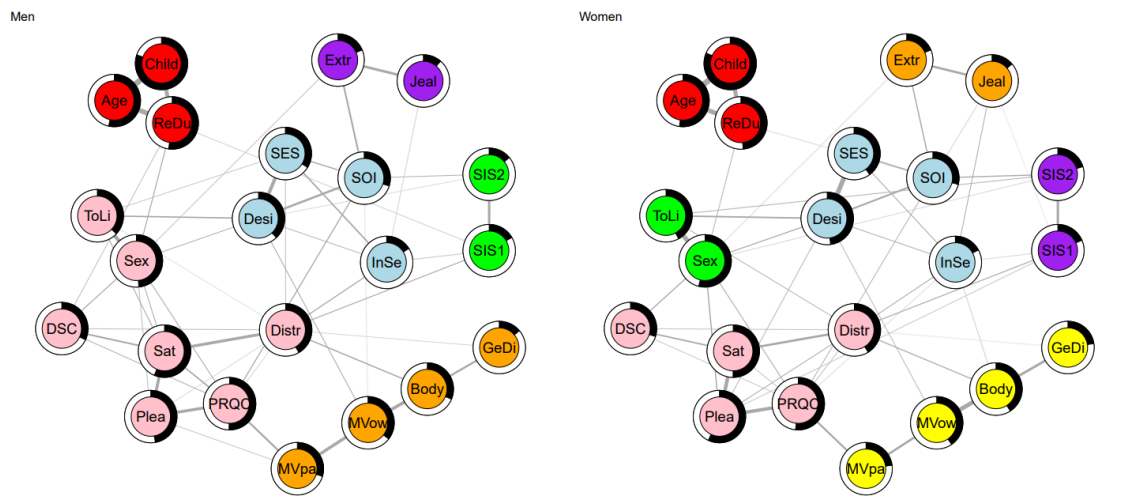 Men
Child
Age
ReDu
Extr
Jeal
SES
SOI
SIS2
ToLi
Desi
Sex
InSe
SIS1
DSC
Sat
Distr
GeDi
Body
Plea
PRQC
MVow
MVpa
Women
Child
Age
ReDu
Extr
Jeal
SES
SOI
SIS2
ToLi
Desi
Sex
InSe
SIS1
DSC
Sat
Distr
GeDi
Body
Plea
PRQC
MVow
MVpa